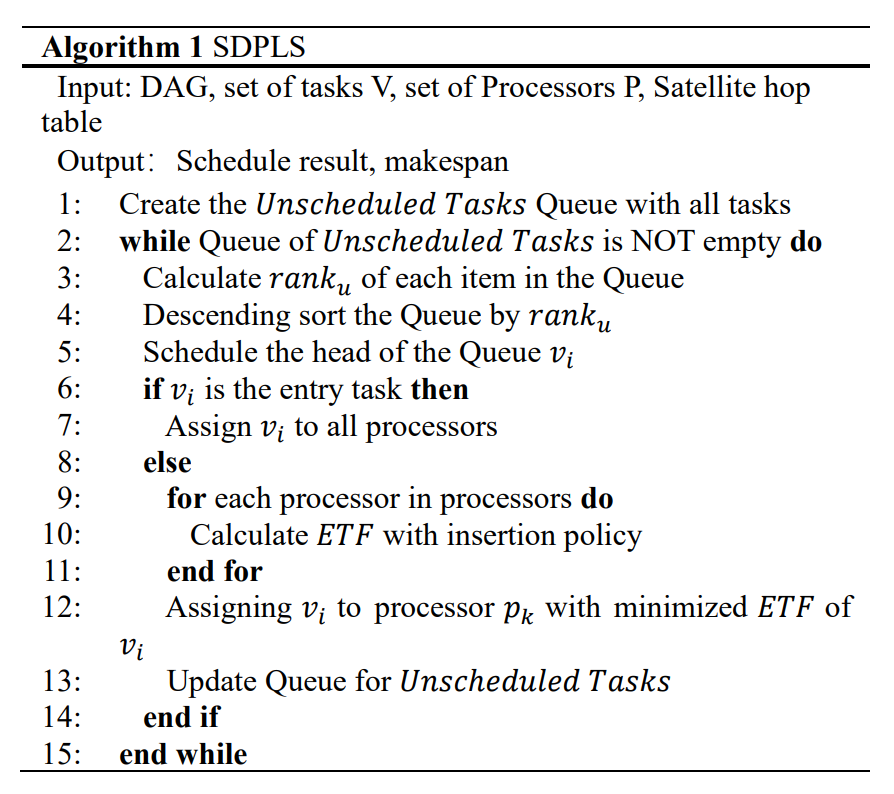 Algorithm 1 SDPLS
Input: DAG, set of tasks V, set of Processors P, Satellite hop
table
Output: Schedule result, makespan
1: Create the Unscheduled Tasks Queue with all tasks
2: while Queue of Unscheduled Tasks is NOT empty do
3: Calculate rank_u of each item in the Queue
4: Descending sort the Queue by rank_u
5: Schedule the head of the Queue v_i
6: if v_i is the entry task then
7: Assign v_i to all processors
8: else
9: for each processor in processors do
10: Calculate ETF with insertion policy
11: end for
12: Assigning v_i to processor p_k with minimized ETF of
v_i
13: Update Queue for Unscheduled Tasks
14: end if
15: end while